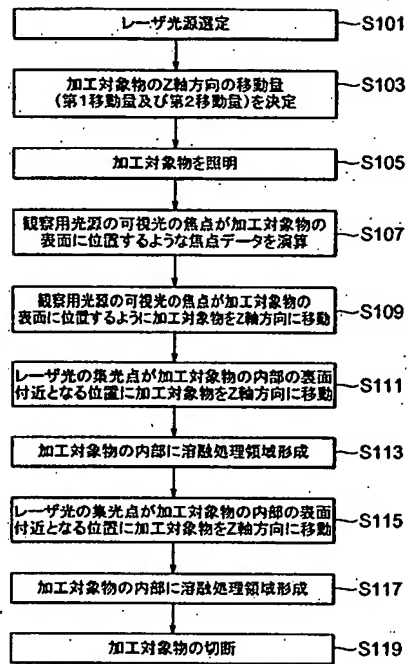 レーザ光源選定
S101
加工対象物のZ軸方向の移動量
(第1移動量及び第2移動量)を決定
S103
加工対象物を照明
S105
観察用光源の可視光の焦点が加工対象物の
表面に位置するような焦点データを演算
S107
観察用光源の可視光の焦点が加工対象物の
表面に位置するように加工対象物をZ軸方向に移動
S109
レーザ光の集光点が加工対象物の内部の裏面
付近となる位置に加工対象物をZ軸方向に移動
S111
加工対象物の内部に溶融処理領域形成
S113
レーザ光の集光点が加工対象物の内部の表面
付近となる位置に加工対象物をZ軸方向に移動
S115
加工対象物の内部に溶融処理領域形成
S117
加工対象物の切断
S119